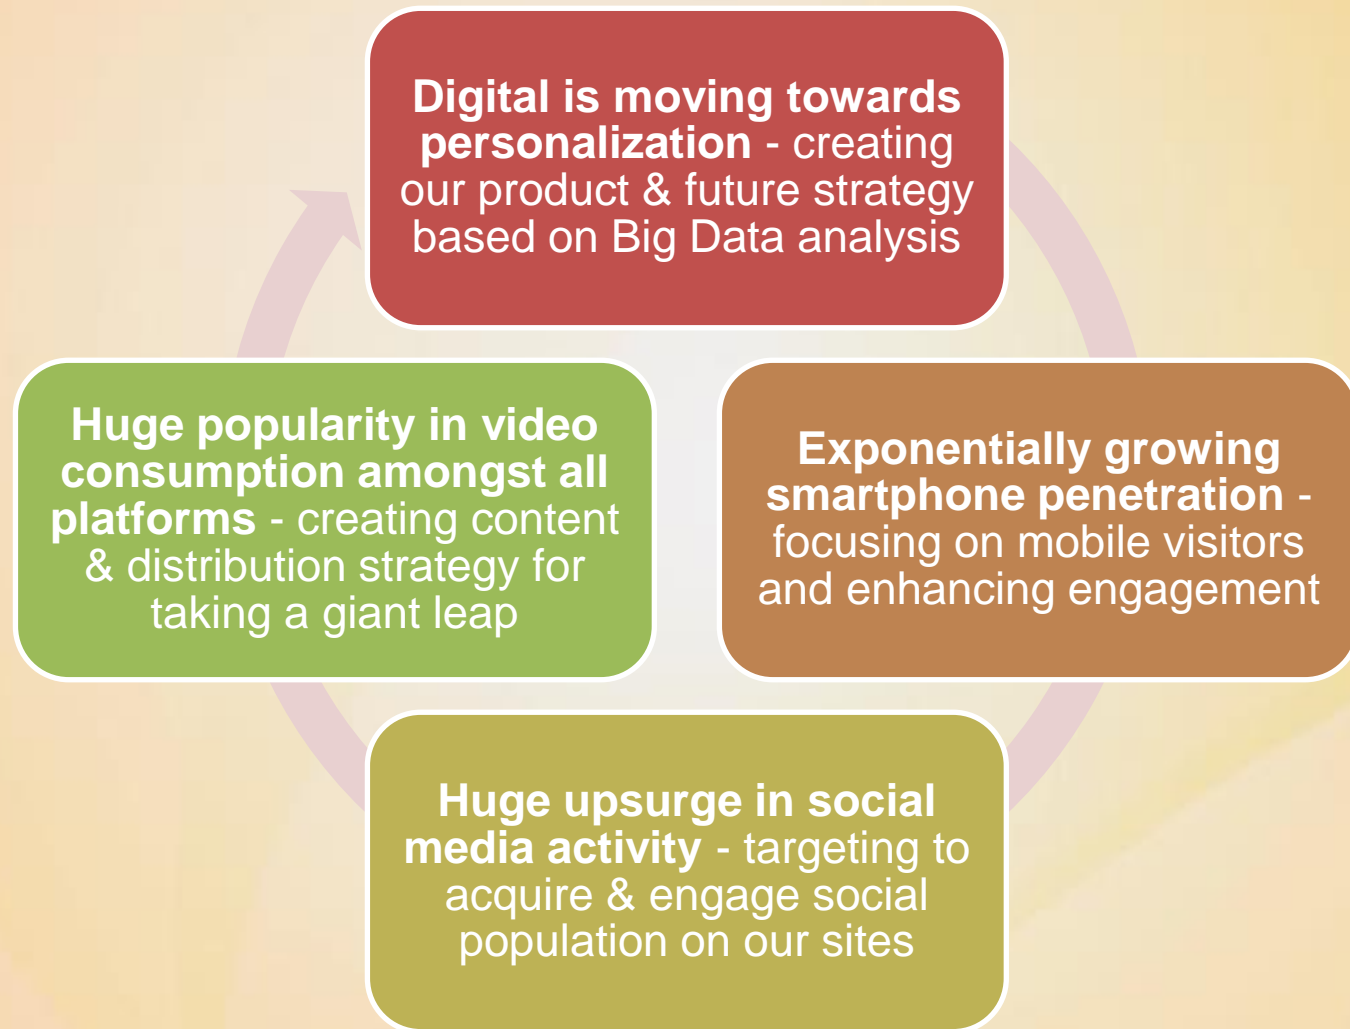 Digital is moving towards
personalization - creating
our product & future strategy
based on Big Data analysis
Huge popularity in video
consumption amongst all
platforms - creating content
& distribution strategy for
taking a giant leap
Exponentially growing
smartphone penetration -
focusing on mobile visitors
and enhancing engagement
Huge upsurge in social
media activity - targeting to
acquire & engage social
population on our sites